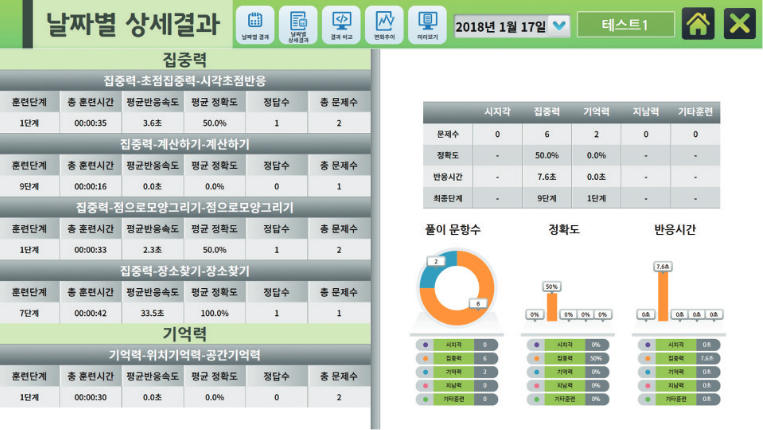 날짜별 상세결과
날짜별 결과
날짜별 상세결과
결과 비교
변화추이
미리보기
2018년 1월 17일
테스트1
집중력
집중력-초점집중력-시각초점반응
훈련단계 총 훈련시간 평균반응속도 평균 정확도 정답수 총 문제수
1단계 00:00:35 3.6초 50.0% 1 2
집중력-계산하기-계산하기
훈련단계 총 훈련시간 평균반응속도 평균 정확도 정답수 총 문제수
9단계 00:00:16 0.0초 0.0% 0 1
집중력-점으로모양그리기-점으로모양그리기
훈련단계 총 훈련시간 평균반응속도 평균 정확도 정답수 총 문제수
1단계 00:00:33 2.3초 50.0% 1 2
집중력-장소찾기-장소찾기
훈련단계 총 훈련시간 평균반응속도 평균 정확도 정답수 총 문제수
7단계 00:00:42 33.5초 100.0% 1 1
기억력
기억력-위치기억력-공간기억력
훈련단계 총 훈련시간 평균반응속도 평균 정확도 정답수 총 문제수
1단계 00:00:30 0.0초 0.0% 0 2
시지각 집중력 기억력 지남력 기타훈련
문제수 0 6 2 0 0
정확도 - 50.0% 0.0% - -
반응시간 - 7.6초 0.0초 - -
최종단계 - 9단계 1단계 - -
풀이 문항수 정확도 반응시간
2
6
50%
0% 0% 0% 0%
7.6초
0초 0초 0초 0초
시지각 0 시지각 0% 시지각 0초
집중력 6 집중력 50% 집중력 7.6초
기억력 2 기억력 0% 기억력 0초
지남력 0 지남력 0% 지남력 0초
기타훈련 0 기타훈련 0% 기타훈련 0초